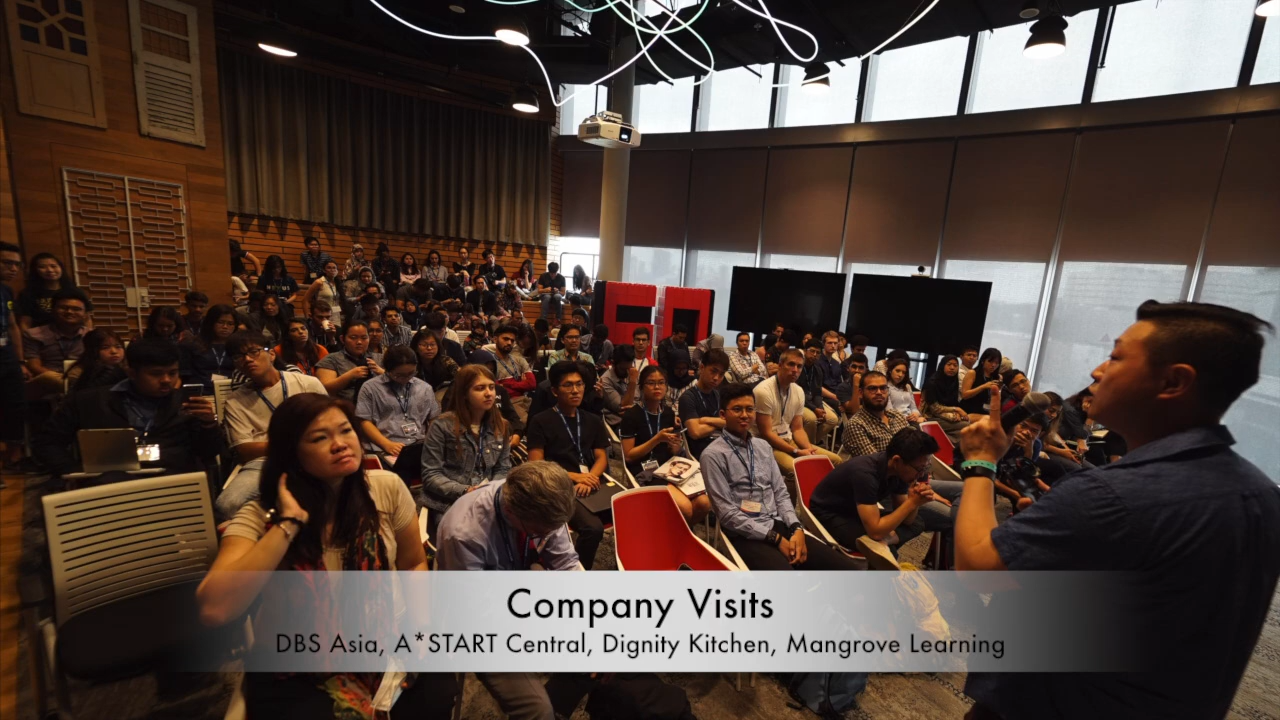 Company Visits
DBS Asia, A*START Central, Dignity Kitchen, Mangrove Learning